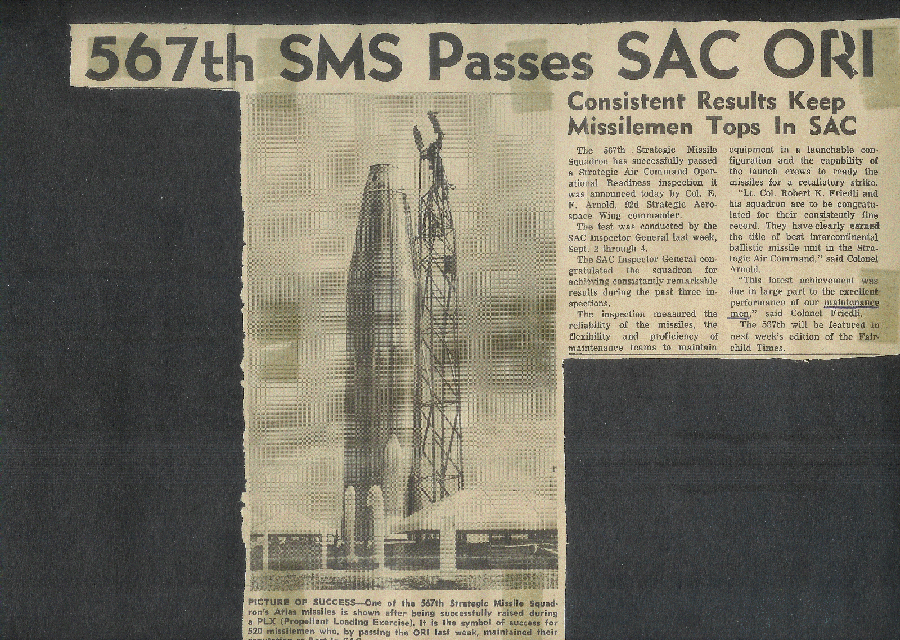 567th SMS Passes SAC ORI
Consistent Results Keep
Missilemen Tops In SAC
The 567th Strategic Missile
Squadron has successfully passed
a Strategic Air Command Oper-
ational Readiness inspection it
was announced today by Col. E.
F. Arnold, 92d Strategic Aero-
space Wing commander.
The test was conducted by the
SAC Inspector General last week,
Sept. 2 through 4.
The SAC Inspector General con-
gratulated the squadron for
achieving consistantly remarkable
results during the past three in-
spections.
The inspection measured the
reliability of the missiles, the
flexibility and proficiency of
maintenance teams to maintain
equipment in a launchable con-
figuration and the capability of
the launch crews to ready the
missiles for a retaliatory strike.
"Lt. Col. Robert K. Friedli and
his squadron are to be congratu-
lated for their consistently fine
record. They have clearly earned
the title of best intercontinental
ballistic missile unit in the Stra-
tegic Air Command," said Colonel
Arnold.
"This latest achievement was
due in large part to the excellent
performance of our maintenance
men," said Colonel Friedli.
The 567th will be featured in
next week's edition of the Fair-
child Times.
PICTURE OF SUCCESS—One of the 567th Strategic Missile Squad-
ron's Atlas missiles is shown after being successfully raised during
a PLX (Propellant Loading Exercise). It is the symbol of success for
520 missilemen who, by passing the ORI last week, maintained their